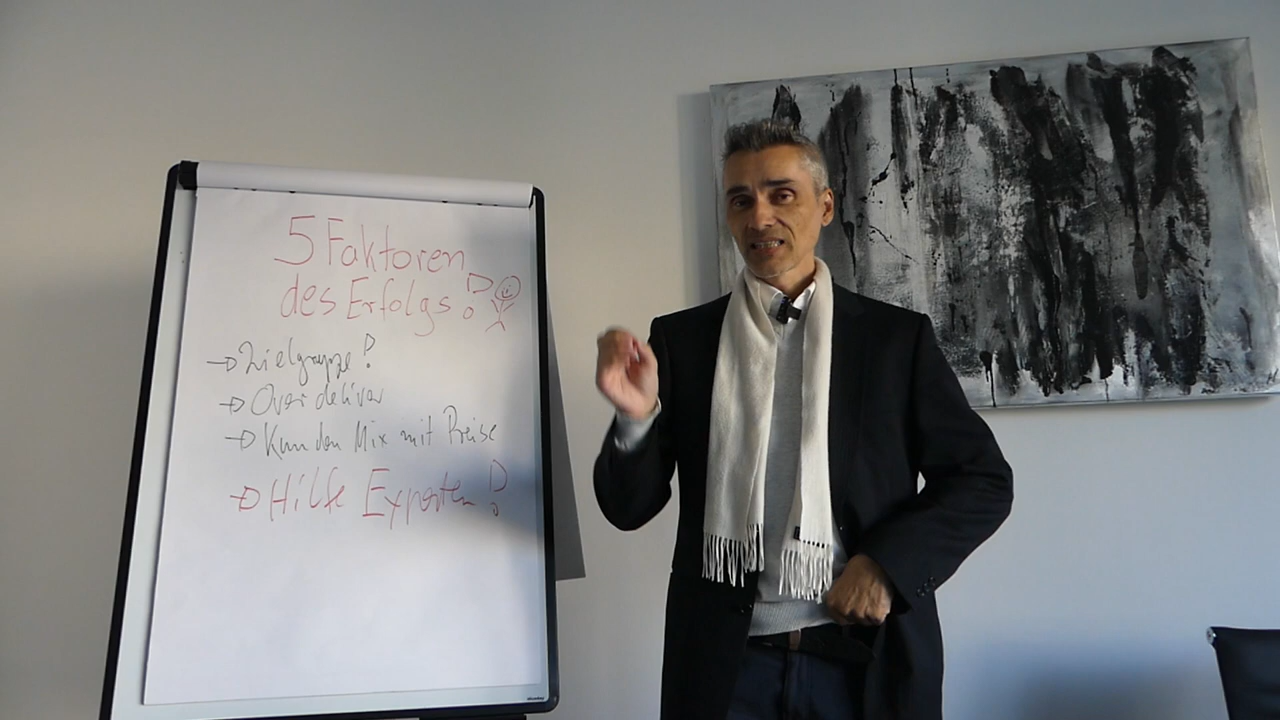 5 Faktoren
des Erfolgs!
→ Zielgruppe!
→ Over deliver
→ Kunden Mix mit Preise
→ Hilfe Experten!